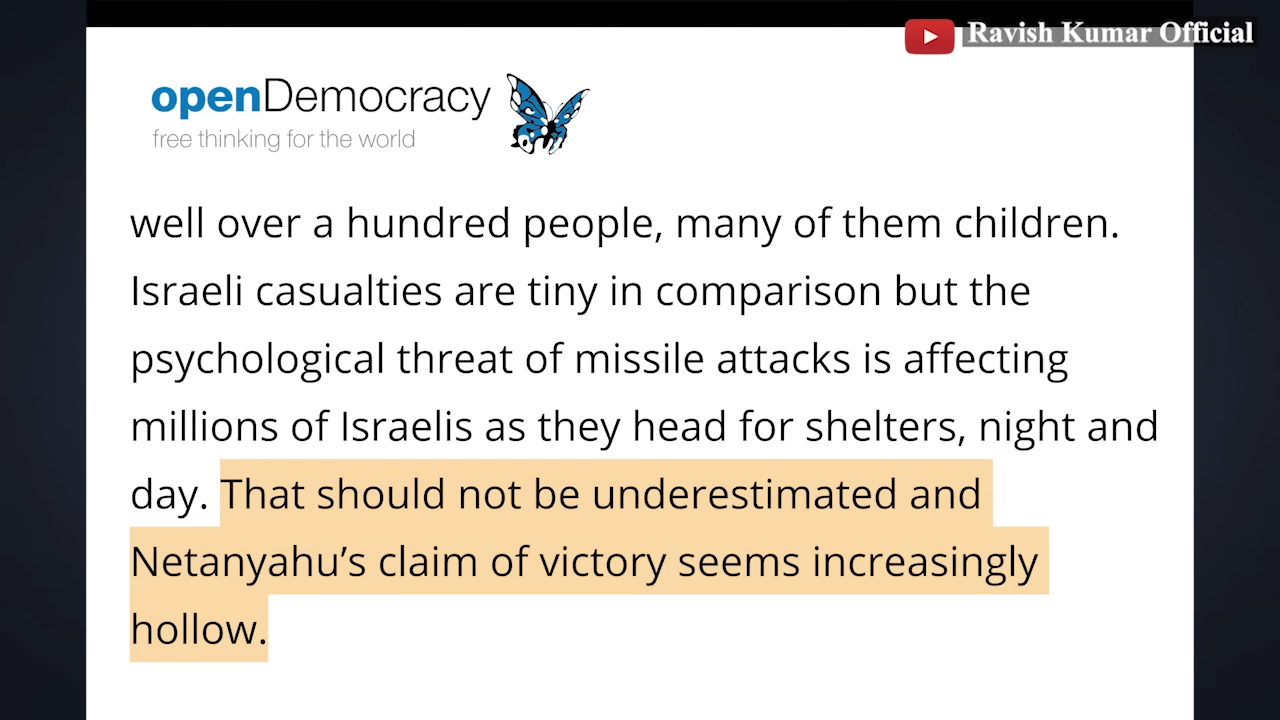 Ravish Kumar Official
openDemocracy
free thinking for the world
well over a hundred people, many of them children.
Israeli casualties are tiny in comparison but the
psychological threat of missile attacks is affecting
millions of Israelis as they head for shelters, night and
day. That should not be underestimated and
Netanyahu’s claim of victory seems increasingly
hollow.